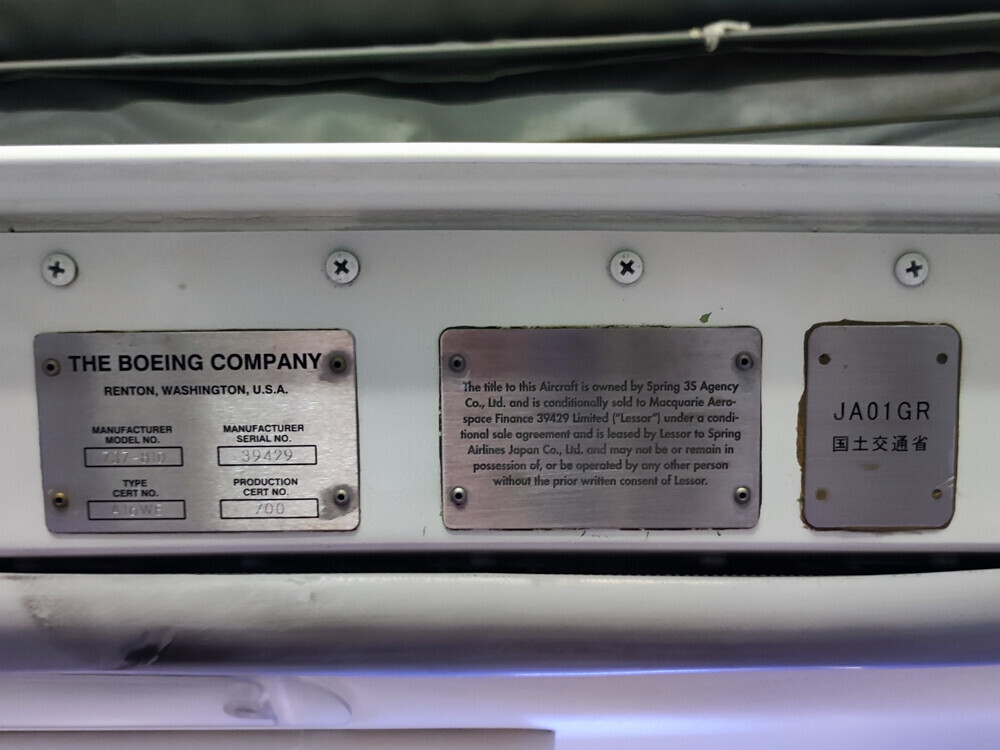 THE BOEING COMPANY
RENTON, WASHINGTON, U.S.A.
MANUFACTURER
MODEL NO.
MANUFACTURER
SERIAL NO.
39429
TYPE
CERT NO.
PRODUCTION
CERT NO.
700
The title to this Aircraft is owned by Spring 3S Agency
Co., Ltd. and is conditionally sold to Macquarie Aero-
space Finance 39429 Limited ("Lessor") under a condi-
tional sale agreement and is leased by Lessor to Spring
Airlines Japan Co., Ltd. and may not be or remain in
possession of, or be operated by any other person
without the prior written consent of Lessor.
JA01GR
国土交通省